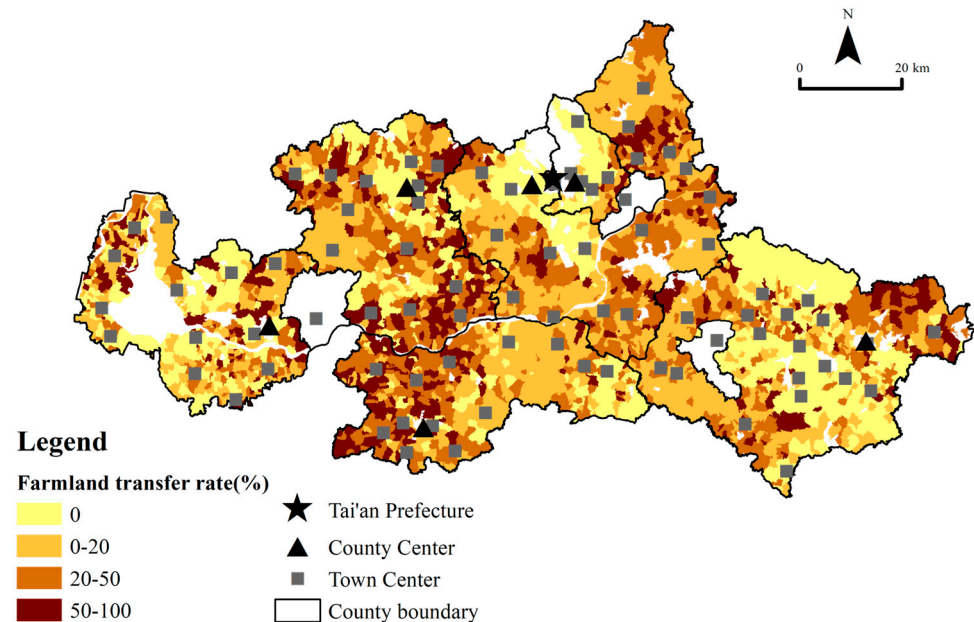 N
0 20 km
Legend
Farmland transfer rate(%)
0
0-20
20-50
50-100
Tai'an Prefecture
County Center
Town Center
County boundary